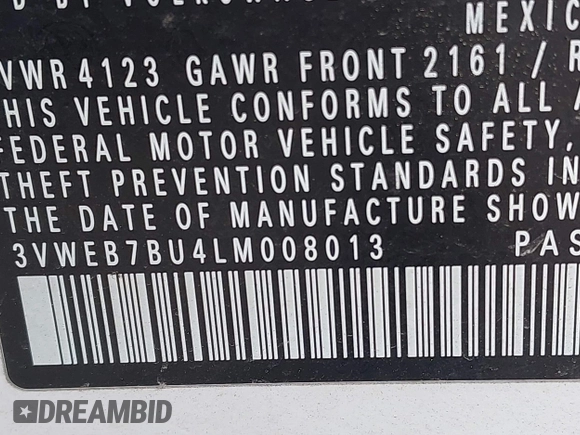 MEXIC
VWR 4123 GAWR FRONT 2161 / R
HIS VEHICLE CONFORMS TO ALL A
FEDERAL MOTOR VEHICLE SAFETY,
THEFT PREVENTION STANDARDS IN
THE DATE OF MANUFACTURE SHOW
3VWEB7BU4LM008013 PAS
DREAMBID